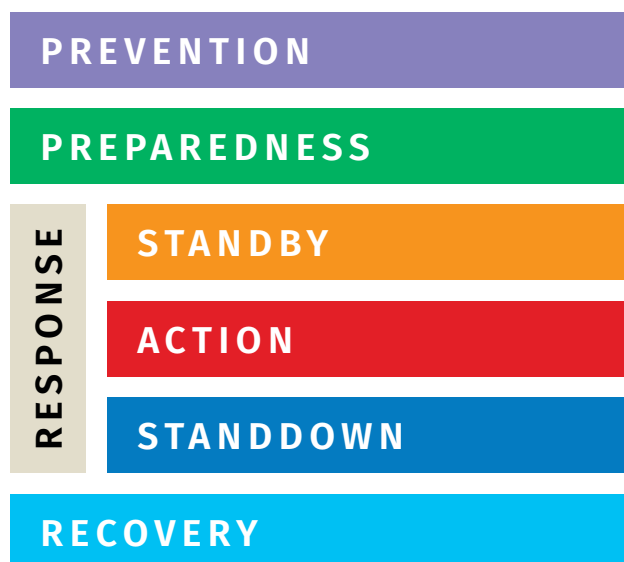 PREVENTION
PREPAREDNESS
RESPONSE
STANDBY
ACTION
STANDDOWN
RECOVERY